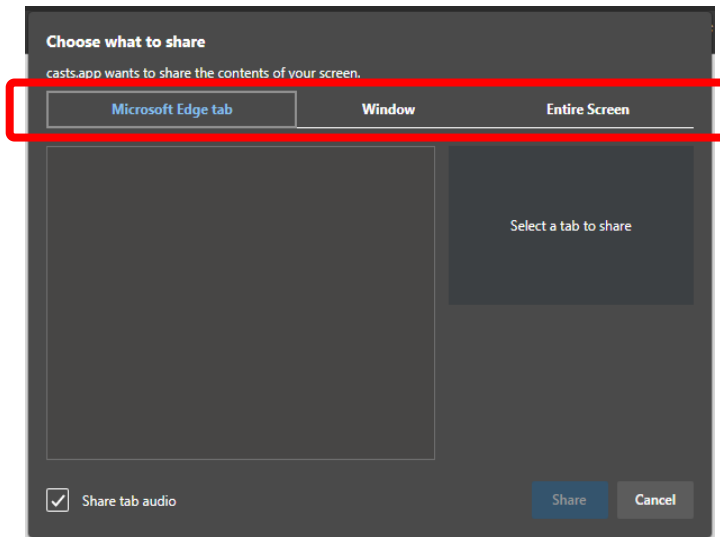 Choose what to share
casts.app wants to share the contents of your screen.
Microsoft Edge tab Window Entire Screen
Select a tab to share
Share tab audio Share Cancel